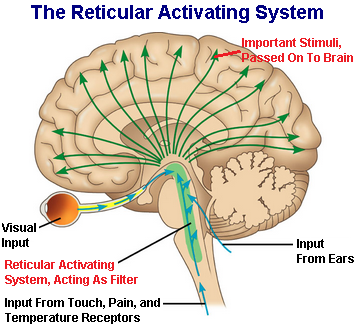 The Reticular Activating System
Important Stimuli,
Passed On To Brain
Visual
Input
Input
From Ears
Reticular Activating
System, Acting As Filter
Input From Touch, Pain, and
Temperature Receptors